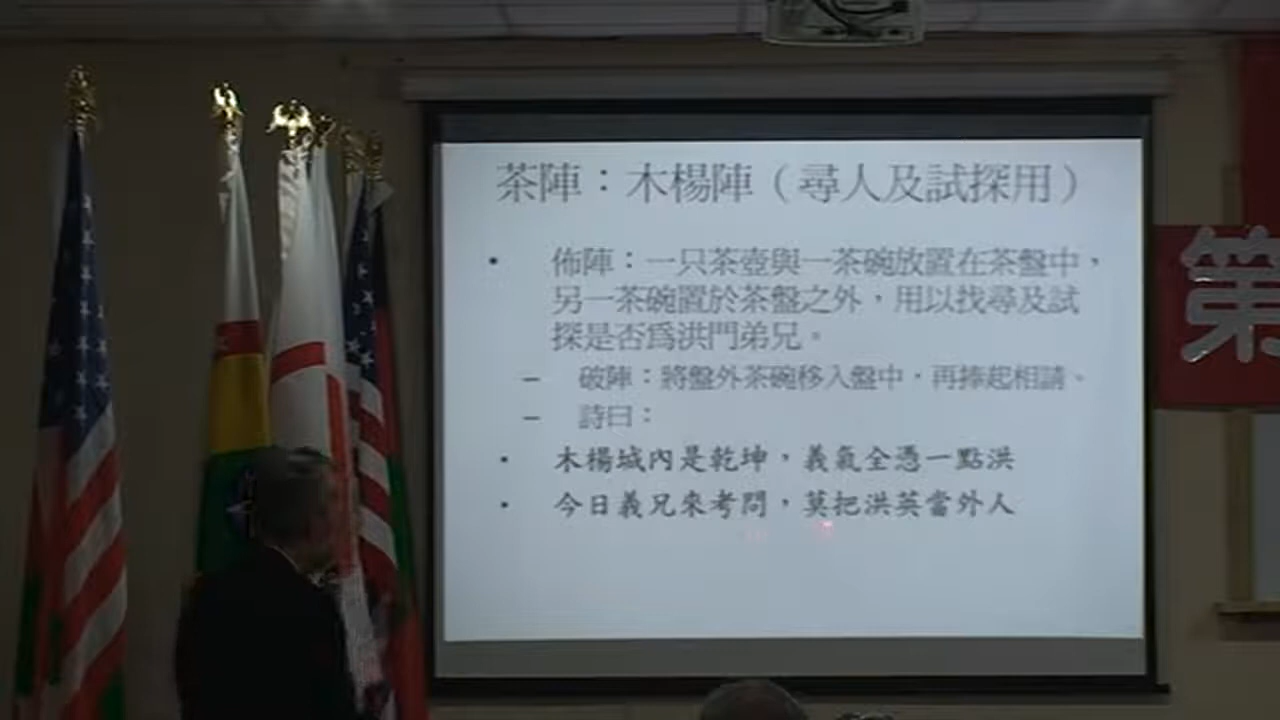 茶陣：木楊陣（尋人及試探用）
• 佈陣：一只茶壺與一茶碗放置在茶盤中，
另一茶碗置於茶盤之外，用以找尋及試
探是否為洪門弟兄。
– 破陣：將盤外茶碗移入盤中，再捧起相請、
– 詩曰：
• 木楊城內是乾坤，義氣全憑一點洪
• 今日義兄來考問，莫把洪英當外人
第